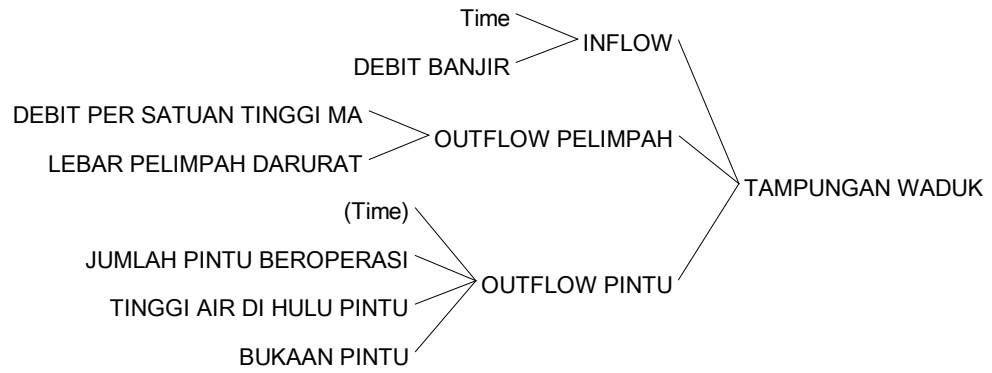 Time
INFLOW
DEBIT BANJIR
DEBIT PER SATUAN TINGGI MA
OUTFLOW PELIMPAH
LEBAR PELIMPAH DARURAT
TAMPUNGAN WADUK
(Time)
JUMLAH PINTU BEROPERASI
OUTFLOW PINTU
TINGGI AIR DI HULU PINTU
BUKAAN PINTU